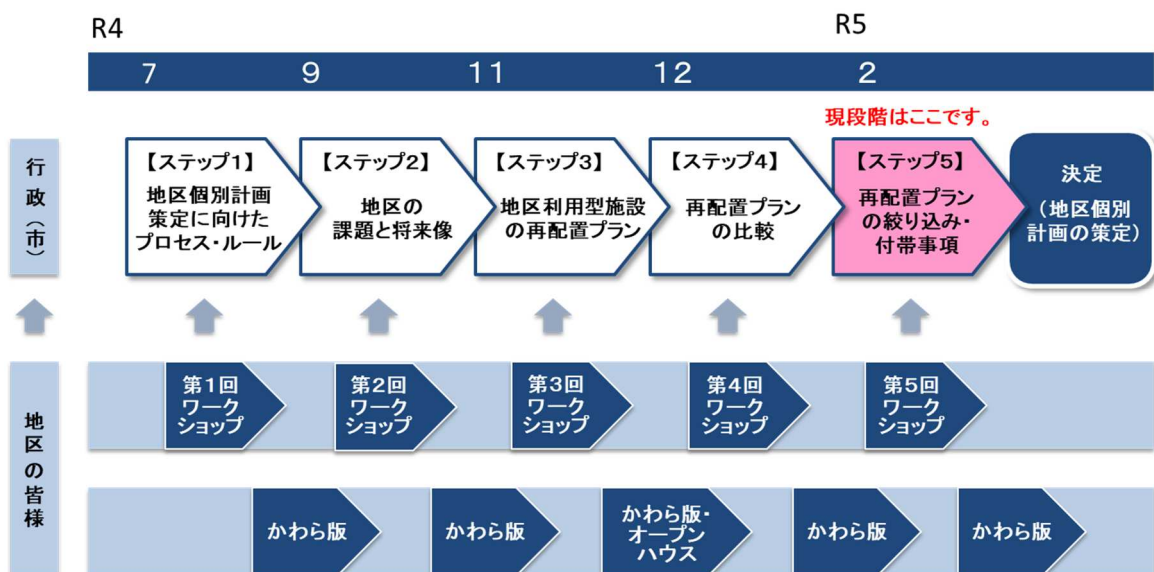 R4
R5
7
9
11
12
2
現段階はここです。
行政(市)
【ステップ1】
地区個別計画
策定に向けた
プロセス・ルール
【ステップ2】
地区の
課題と将来像
【ステップ3】
地区利用型施設
の再配置プラン
【ステップ4】
再配置プラン
の比較
【ステップ5】
再配置プラン
の絞り込み・
付帯事項
決定
(地区個別
計画の策定)
地区の皆様
第1回
ワーク
ショップ
第2回
ワーク
ショップ
第3回
ワーク
ショップ
第4回
ワーク
ショップ
第5回
ワーク
ショップ
かわら版
かわら版
かわら版・
オープン
ハウス
かわら版
かわら版